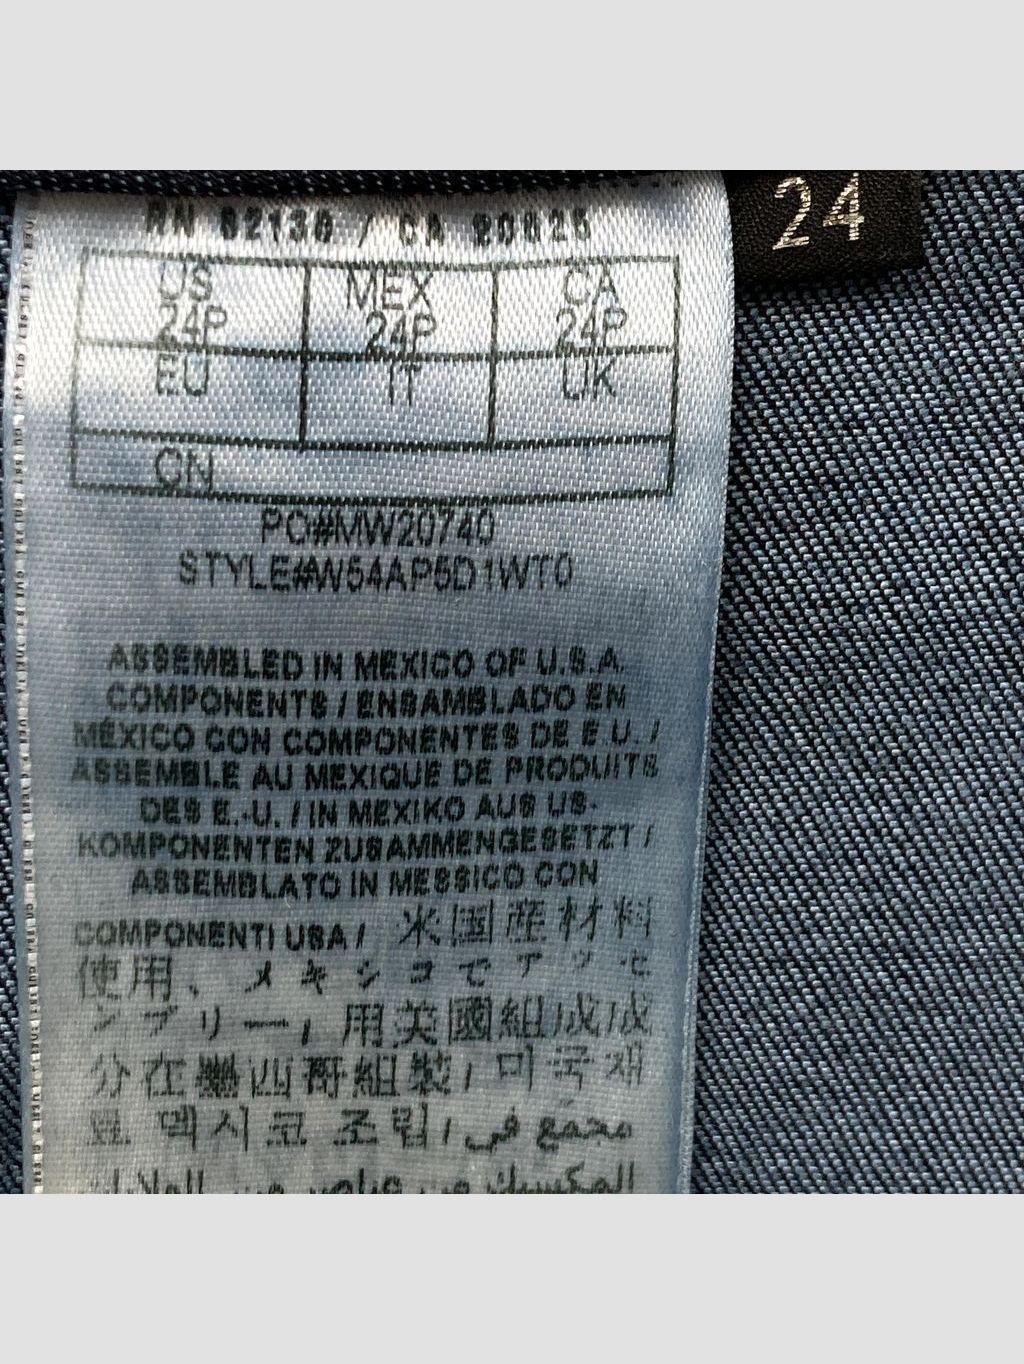 24
RN 62136 / CA 20625
US MEX CA
24P 24P 24P
EU IT UK
CN
PO#MW20740
STYLE#W54AP5D1WT0
ASSEMBLED IN MEXICO OF U.S.A.
COMPONENTS / ENSAMBLADO EN
MÉXICO CON COMPONENTES DE E.U. /
ASSEMBLE AU MEXIQUE DE PRODUITS
DES E.-U. / IN MEXIKO AUS US-
KOMPONENTEN ZUSAMMENGESETZT /
ASSEMBLATO IN MESSICO CON
COMPONENTI USA / 米国産材料
使用、メキシコでアッセ
ンブリー / 用美國組成成
分在墨西哥組裝 / 미국 재
료 멕시코 조립 / مجمع في
المكسيك من